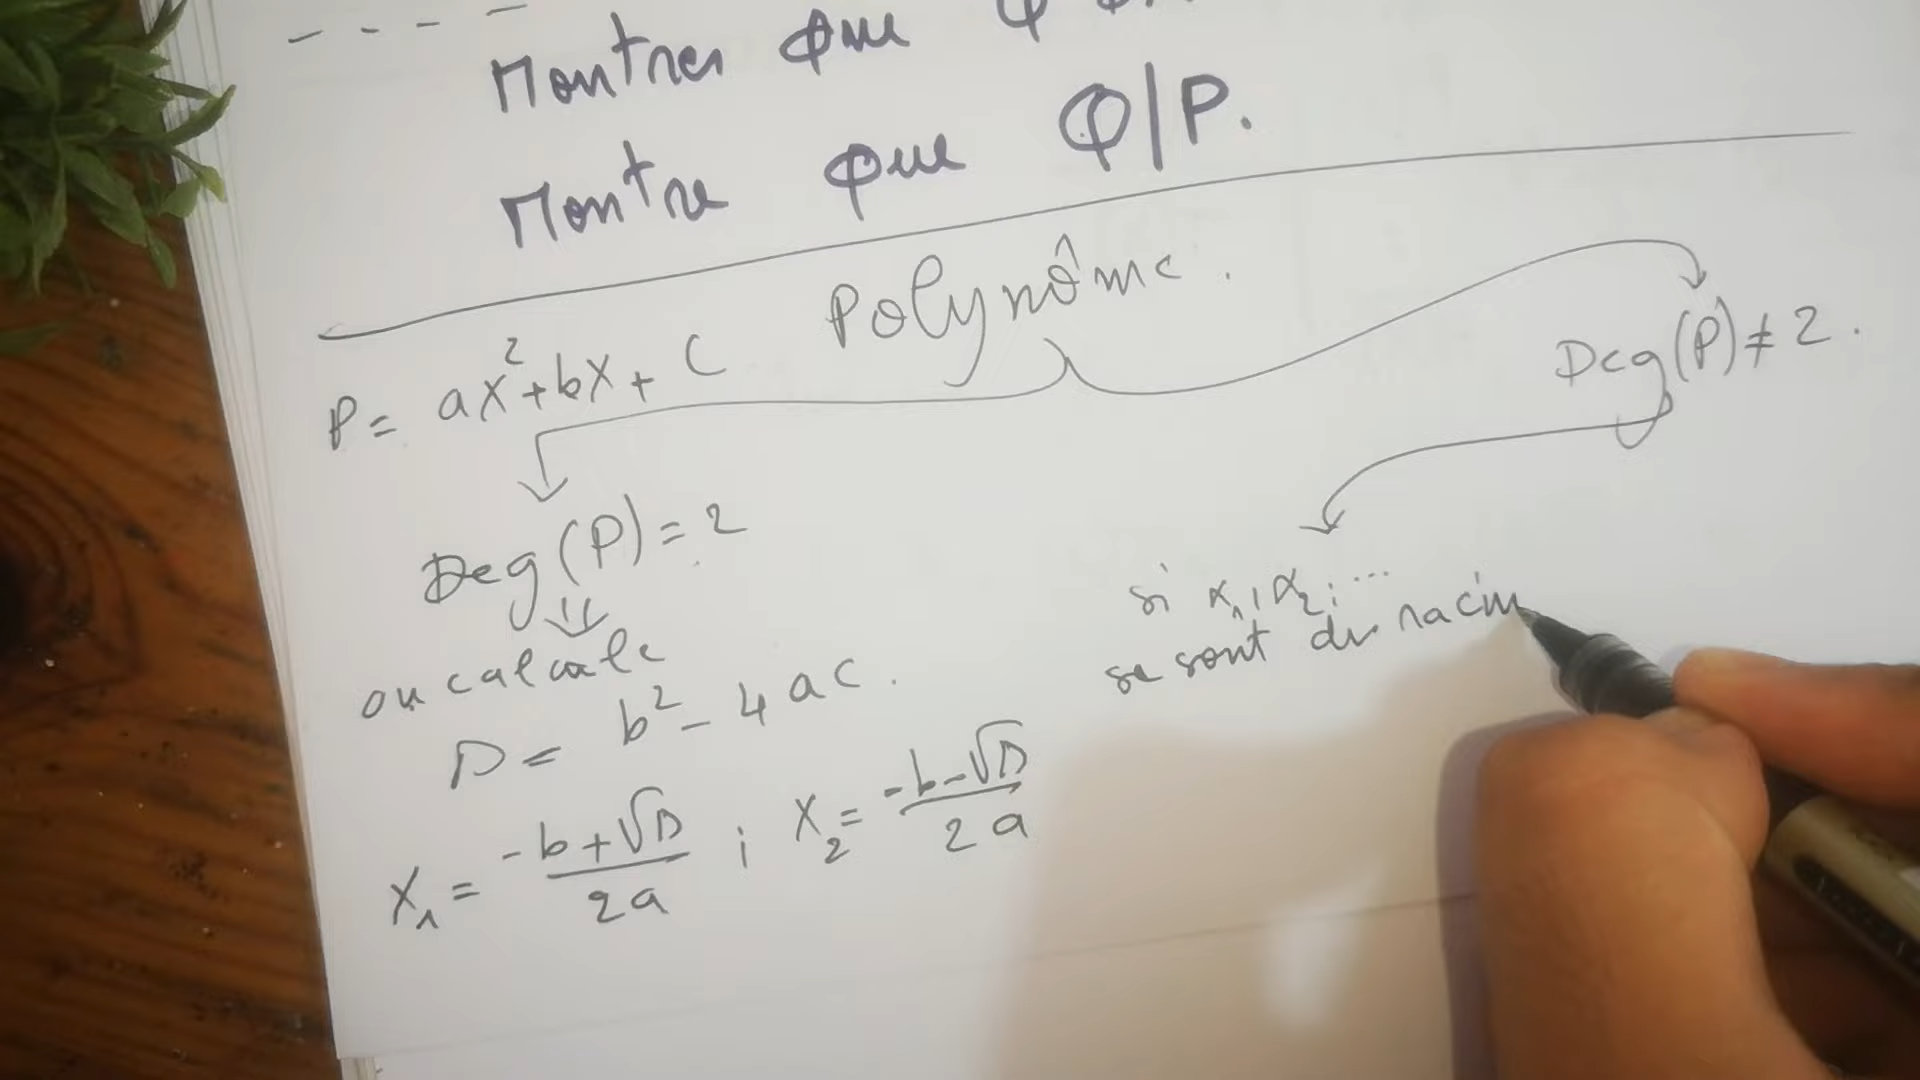 Montrer que Q
Montre que Q|P.
Polynôme.
P = aX²+bX+C
Deg(P) ≠ 2.
Deg(P) = 2
⇓
on calcule
Δ = b² - 4ac.
X₁ = (-b+√Δ)/2a ; X₂ = (-b-√Δ)/2a
si α₁, α₂; ...
se sont des racin